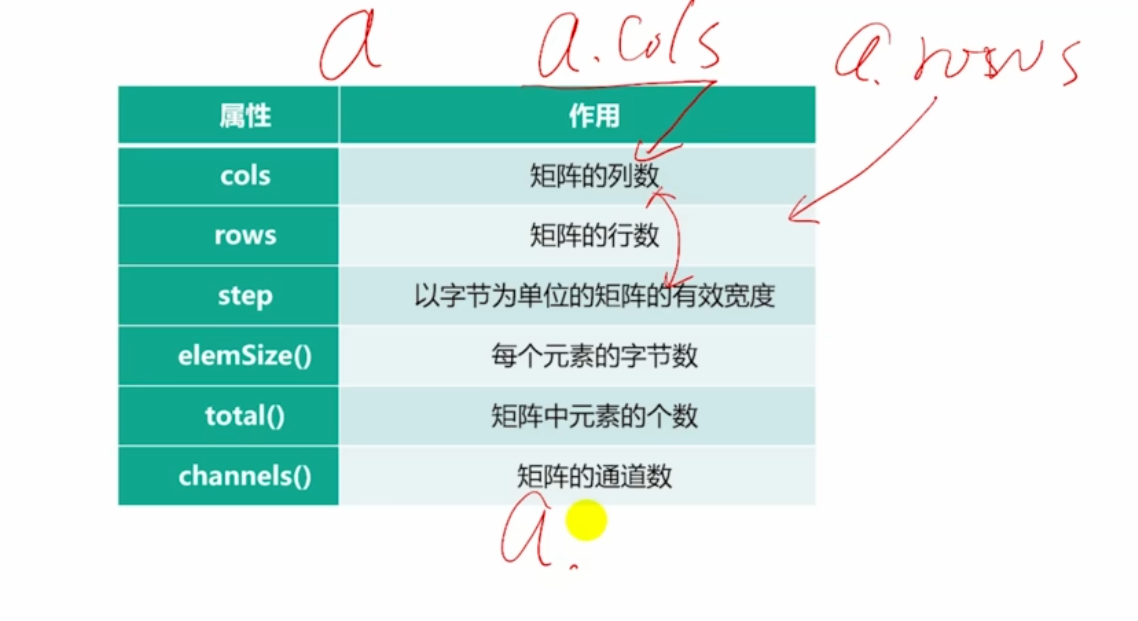 a a.cols a.rows
属性 作用
cols 矩阵的列数
rows 矩阵的行数
step 以字节为单位的矩阵的有效宽度
elemSize() 每个元素的字节数
total() 矩阵中元素的个数
channels() 矩阵的通道数
a.